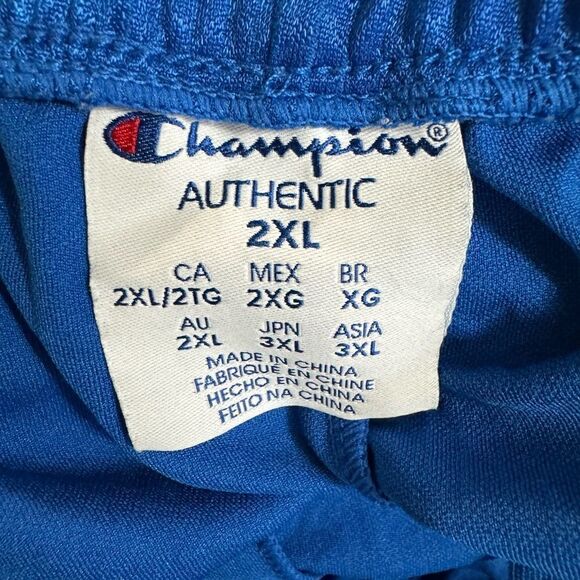 Champion®
AUTHENTIC
2XL
CA MEX BR
2XL/2TG 2XG XG
AU JPN ASIA
2XL 3XL 3XL
MADE IN CHINA
FABRIQUÉ EN CHINE
HECHO EN CHINA
FEITO NA CHINA